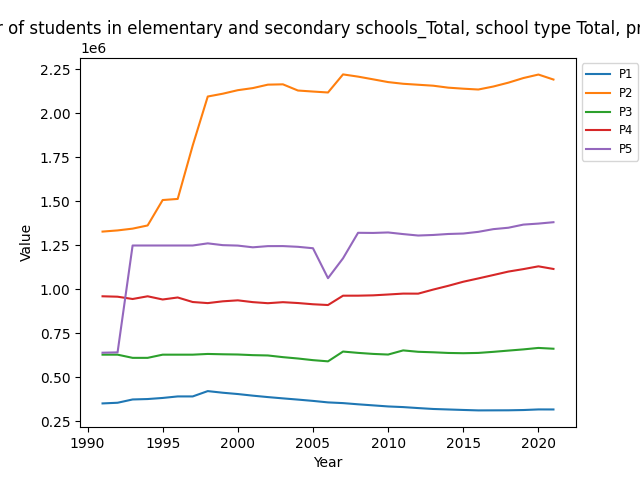 of students in elementary and secondary schools_Total, school type Total,
1e6
2.25
2.00
1.75
1.50
1.25
1.00
0.75
0.50
0.25
Value
1990
1995
2000
2005
2010
2015
2020
Year
P1
P2
P3
P4
P5